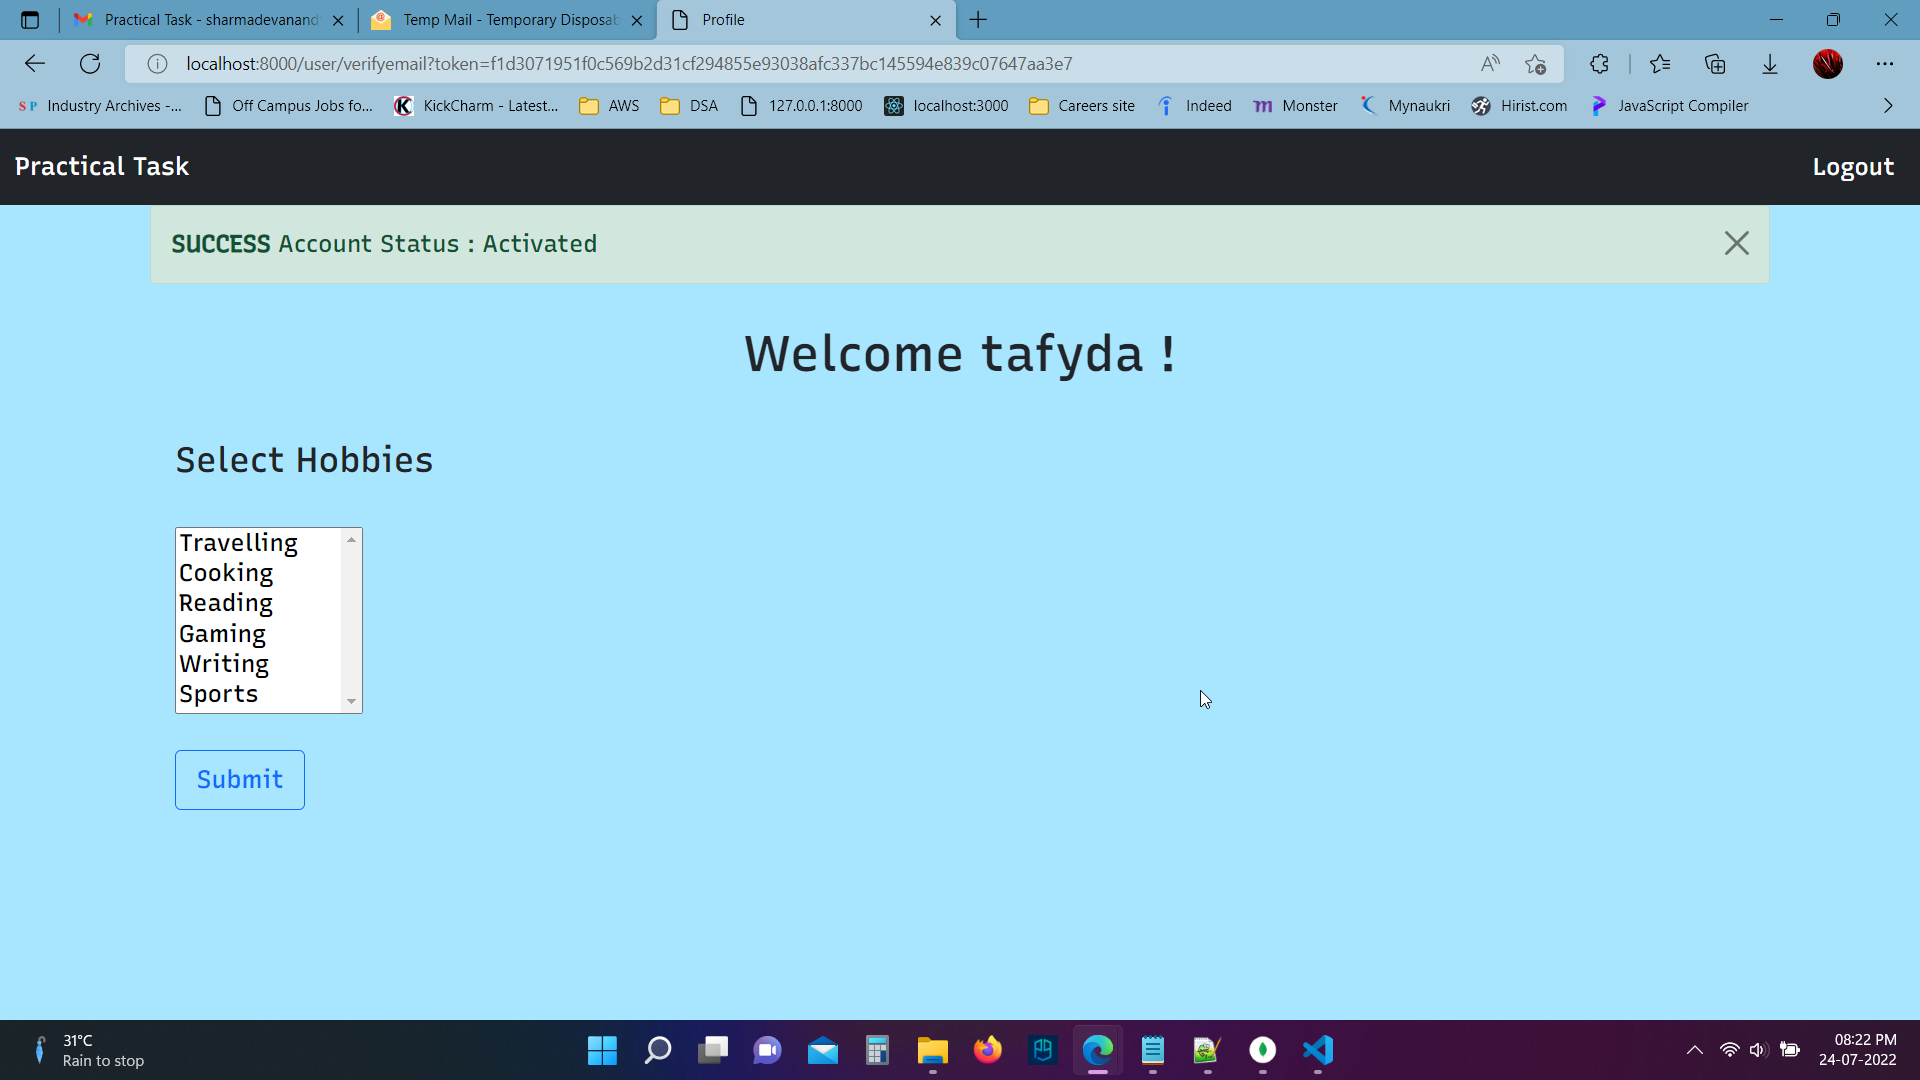 Practical Task - sharmadevanand
Temp Mail - Temporary Disposab
Profile
localhost:8000/user/verifyemail?token=f1d3071951f0c569b2d31cf294855e93038afc337bc145594e839c07647aa3e7
SP Industry Archives -...
Off Campus Jobs fo...
K KickCharm - Latest...
AWS
DSA
127.0.0.1:8000
localhost:3000
Careers site
Indeed
m Monster
Mynaukri
Hirist.com
JavaScript Compiler
Practical Task
Logout
SUCCESS Account Status : Activated
Welcome tafyda !
Select Hobbies
Travelling
Cooking
Reading
Gaming
Writing
Sports
Submit
31°C
Rain to stop
08:22 PM
24-07-2022